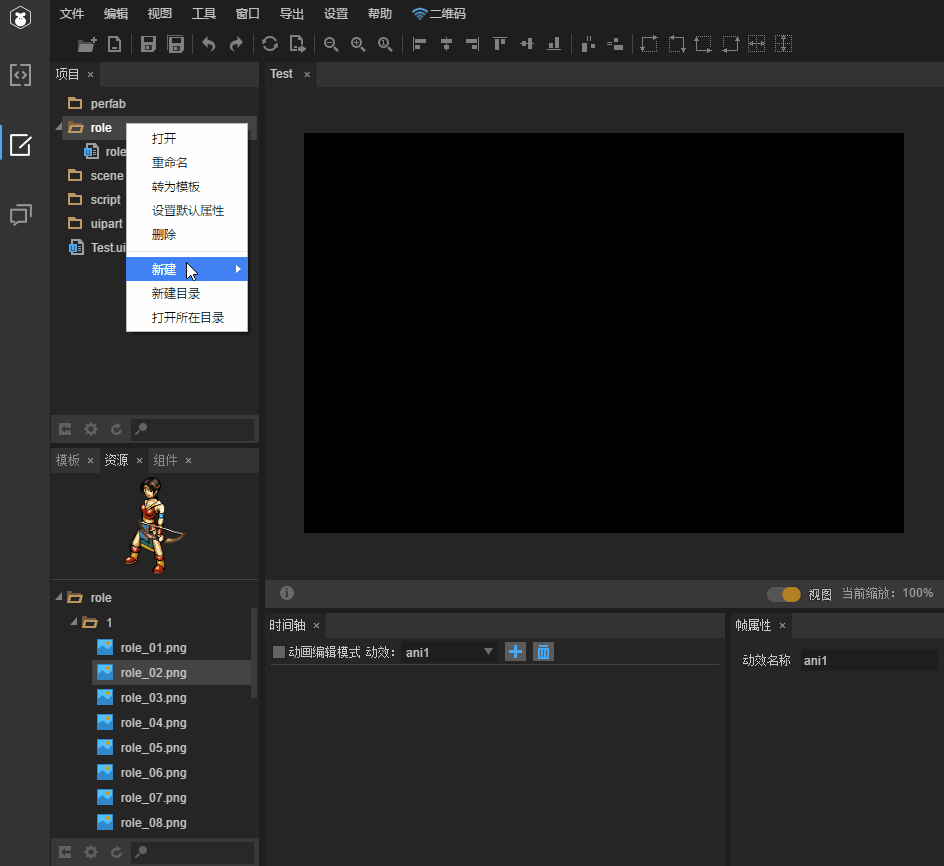 文件 编辑 视图 工具 窗口 导出 设置 帮助 二维码
项目 ×
perfab
role
role
scene
script
uipart
Test.ui
打开
重命名
转为模板
设置默认属性
删除
新建
新建目录
打开所在目录
模板 × 资源 × 组件 ×
role
1
role_01.png
role_02.png
role_03.png
role_04.png
role_05.png
role_06.png
role_07.png
role_08.png
Test ×
视图 当前缩放: 100%
时间轴 ×
动画编辑模式 动效: ani1
帧属性 ×
动效名称 ani1